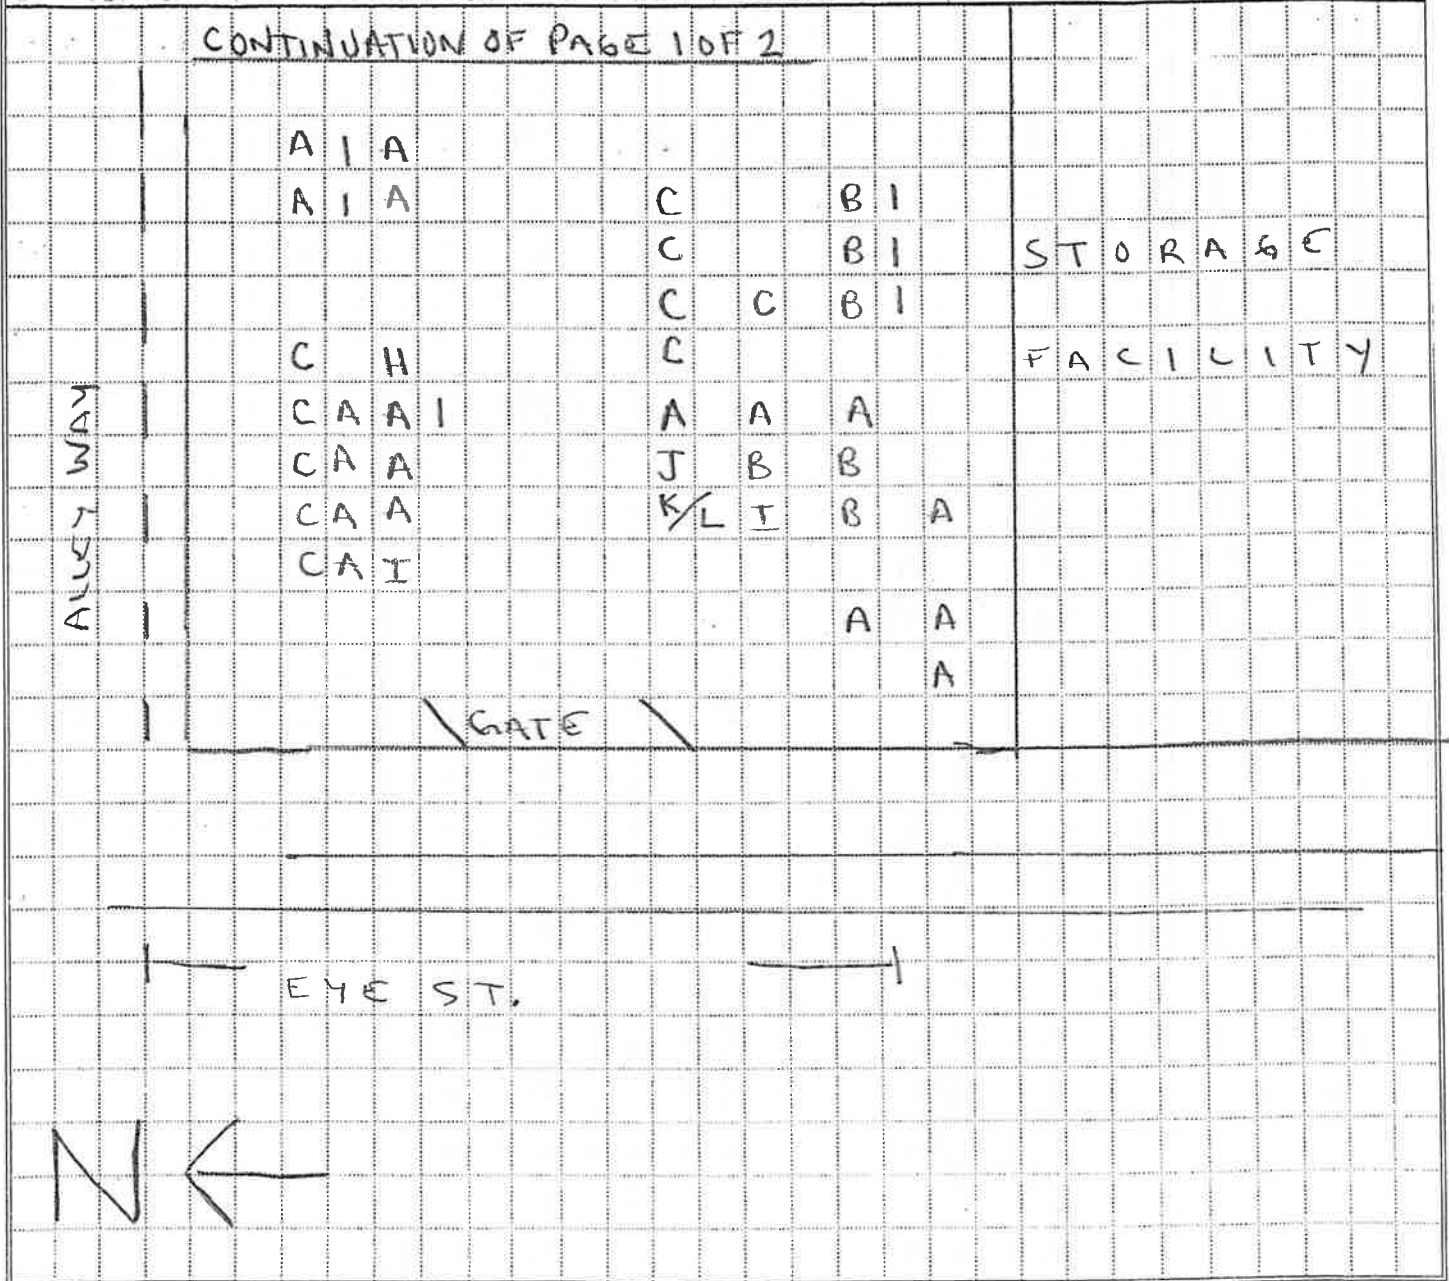 CONTINUATION OF PAGE 1 OF 2
A I A
A I A C B I
C B I STORAGE
C C B I
C H C FACILITY
C A A I A A A
C A A J B B
C A A K/L I B A
C A I
A A
A
ALLEY WAY
GATE
EYE ST.
N